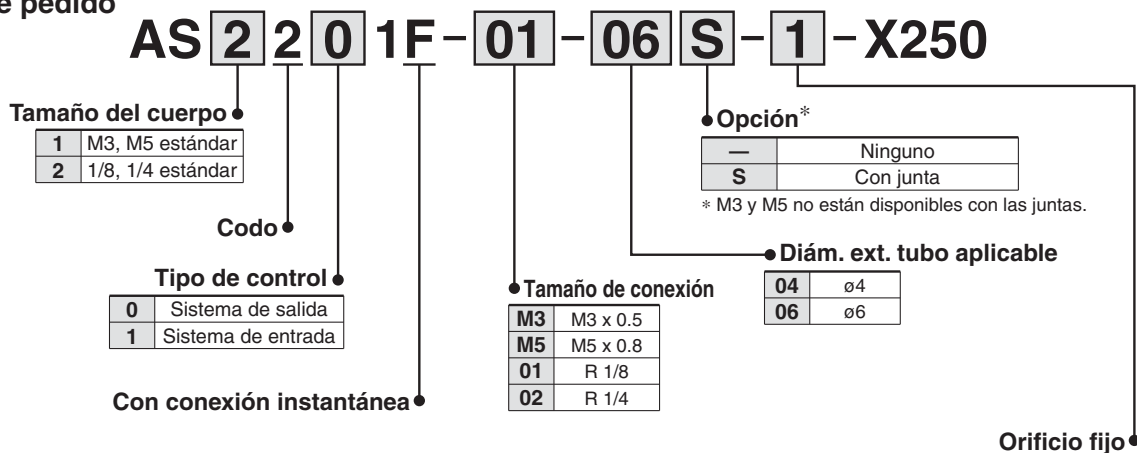 e pedido
AS 2 2 0 1F - 01 - 06 S - 1 - X250
Tamaño del cuerpo
1 M3, M5 estándar
2 1/8, 1/4 estándar
Codo
Tipo de control
0 Sistema de salida
1 Sistema de entrada
Con conexión instantánea
Tamaño de conexión
M3 M3 x 0.5
M5 M5 x 0.8
01 R 1/8
02 R 1/4
Opción*
— Ninguno
S Con junta
* M3 y M5 no están disponibles con las juntas.
Diám. ext. tubo aplicable
04 ø4
06 ø6
Orificio fijo